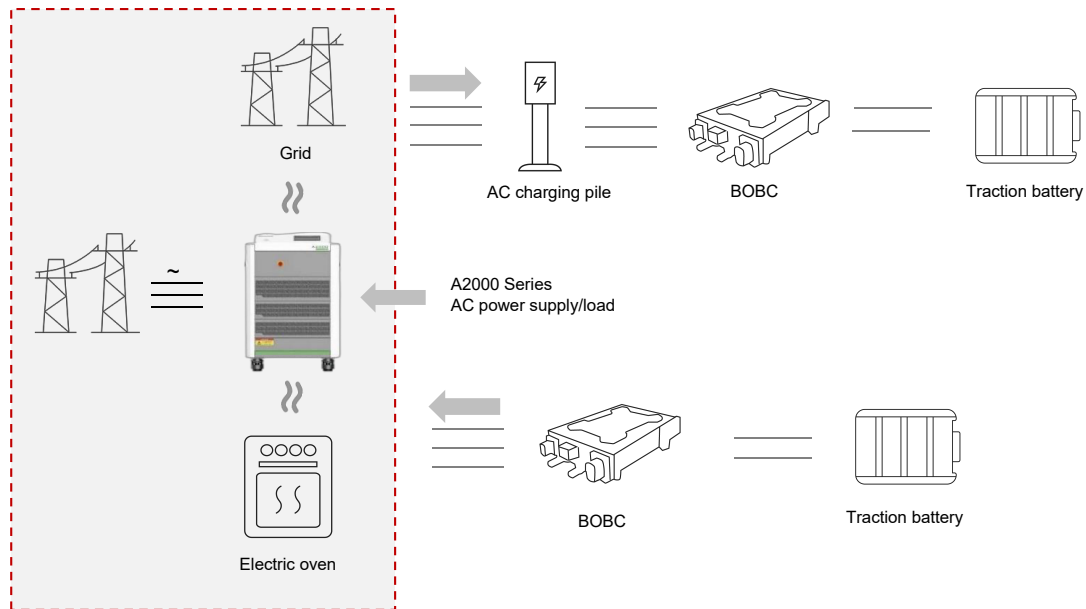 Grid
AC charging pile
BOBC
Traction battery
~
A2000 Series
AC power supply/load
BOBC
Traction battery
Electric oven